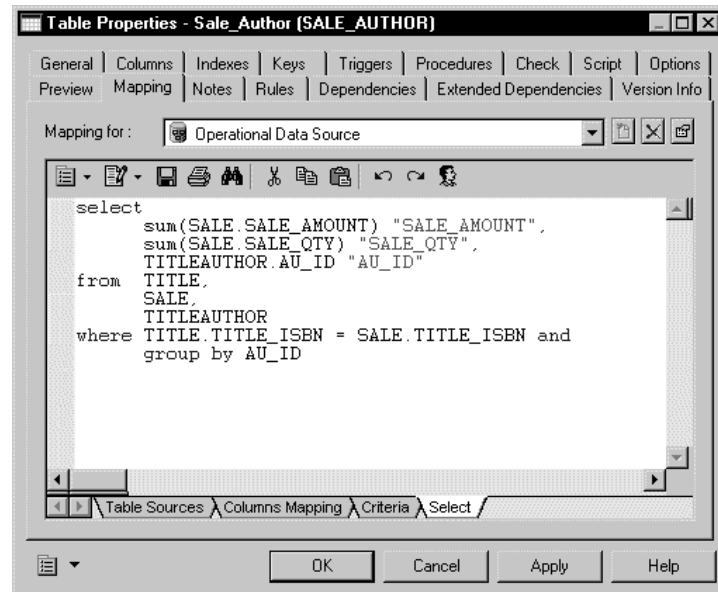 Table Properties - Sale_Author (SALE_AUTHOR)
General Columns Indexes Keys Triggers Procedures Check Script Options
Preview Mapping Notes Rules Dependencies Extended Dependencies Version Info
Mapping for : Operational Data Source
select
sum(SALE.SALE_AMOUNT) "SALE_AMOUNT",
sum(SALE.SALE_QTY) "SALE_QTY",
TITLEAUTHOR.AU_ID "AU_ID"
from TITLE,
SALE,
TITLEAUTHOR
where TITLE.TITLE_ISBN = SALE.TITLE_ISBN and
group by AU_ID
Table Sources Columns Mapping Criteria Select
OK Cancel Apply Help